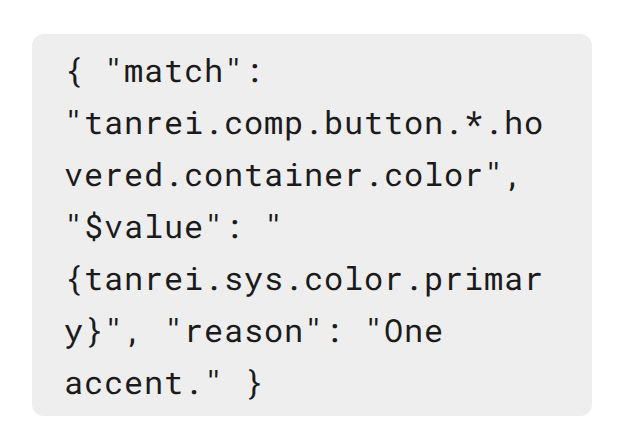 { "match":
"tanrei.comp.button.*.ho
vered.container.color",
"$value": "
{tanrei.sys.color.primar
y}", "reason": "One
accent." }